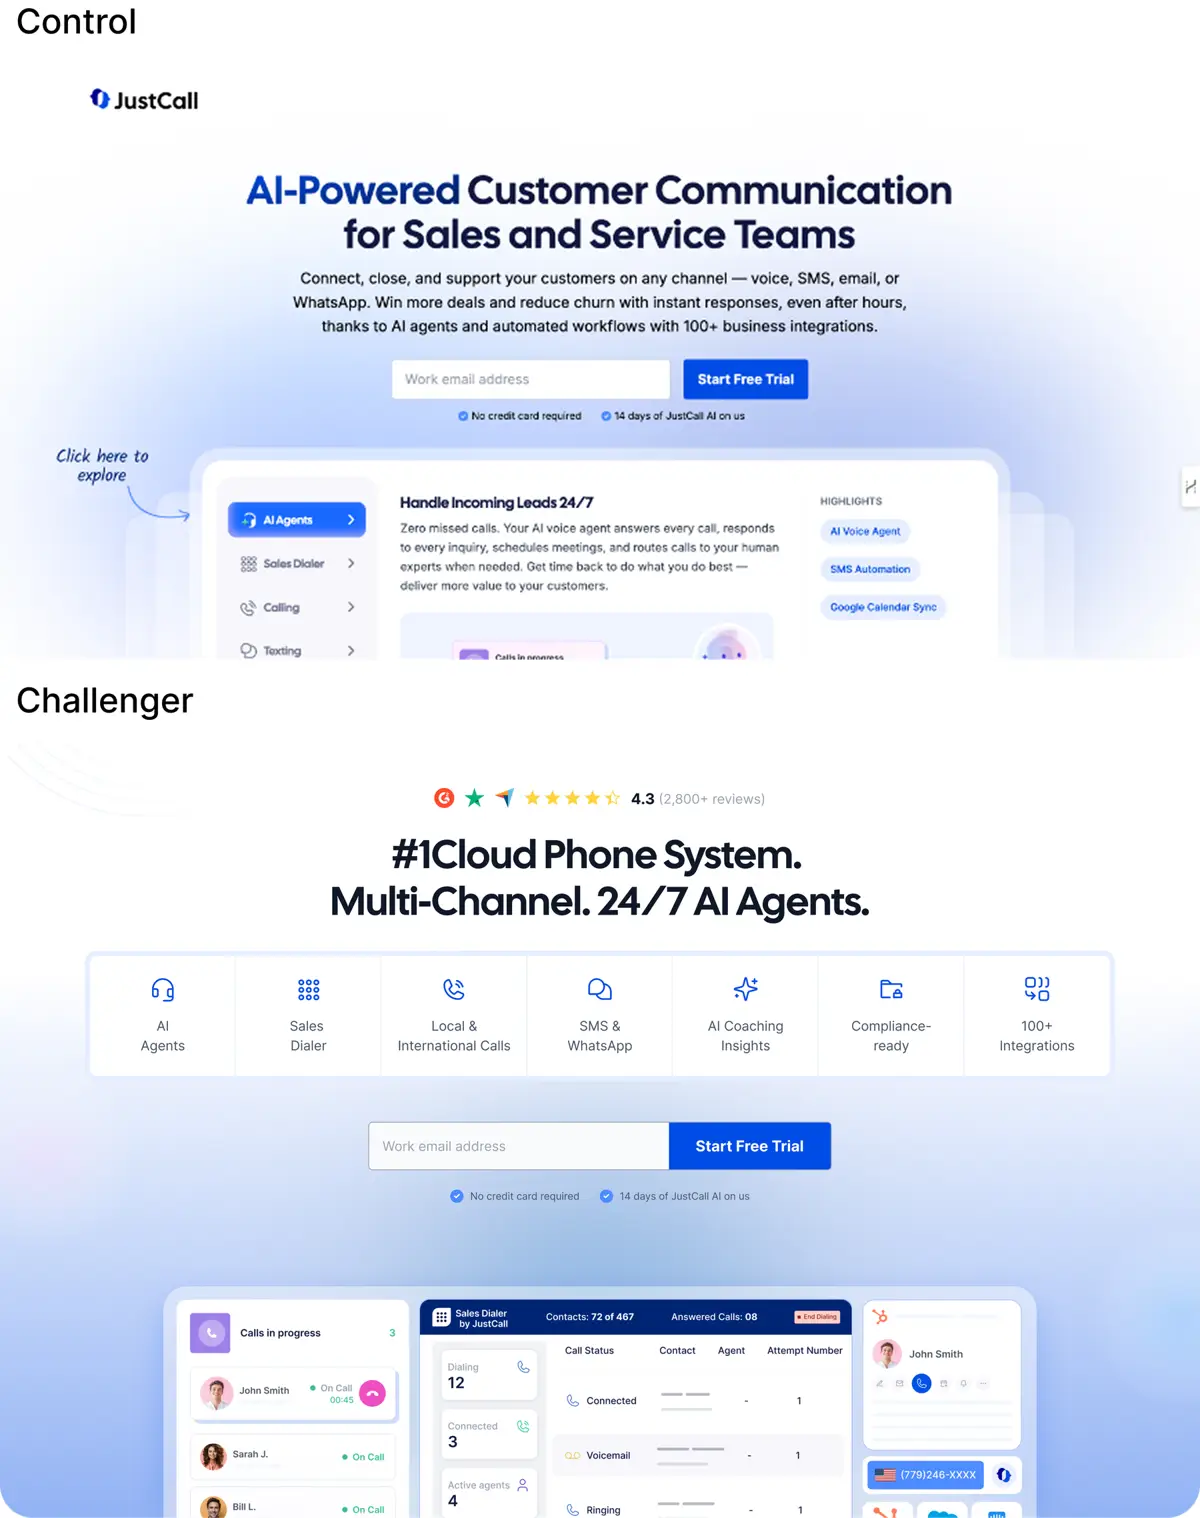 Control
JustCall
AI-Powered Customer Communication
for Sales and Service Teams
Connect, close, and support your customers on any channel — voice, SMS, email, or
WhatsApp. Win more deals and reduce churn with instant responses, even after hours,
thanks to AI agents and automated workflows with 100+ business integrations.
Work email address
Start Free Trial
No credit card required
14 days of JustCall AI on us
Click here to
explore
AI Agents
Sales Dialer
Calling
Texting
Handle Incoming Leads 24/7
Zero missed calls. Your AI voice agent answers every call, responds
to every inquiry, schedules meetings, and routes calls to your human
experts when needed. Get time back to do what you do best —
deliver more value to your customers.
Calls in progress
HIGHLIGHTS
AI Voice Agent
SMS Automation
Google Calendar Sync
Challenger
4.3 (2,800+ reviews)
#1Cloud Phone System.
Multi-Channel. 24/7 AI Agents.
AI
Agents
Sales
Dialer
Local &
International Calls
SMS &
WhatsApp
AI Coaching
Insights
Compliance-
ready
100+
Integrations
Work email address
Start Free Trial
No credit card required
14 days of JustCall AI on us
Calls in progress
3
John Smith
On Call
00:45
Sarah J.
On Call
Bill L.
On Call
Sales Dialer
by JustCall
Contacts: 72 of 467
Answered Calls: 08
End Dialing
Dialing
12
Connected
3
Active agents
4
Call Status Contact Agent Attempt Number
Connected - 1
Voicemail - 1
Ringing - 1
John Smith
(779)246-XXXX